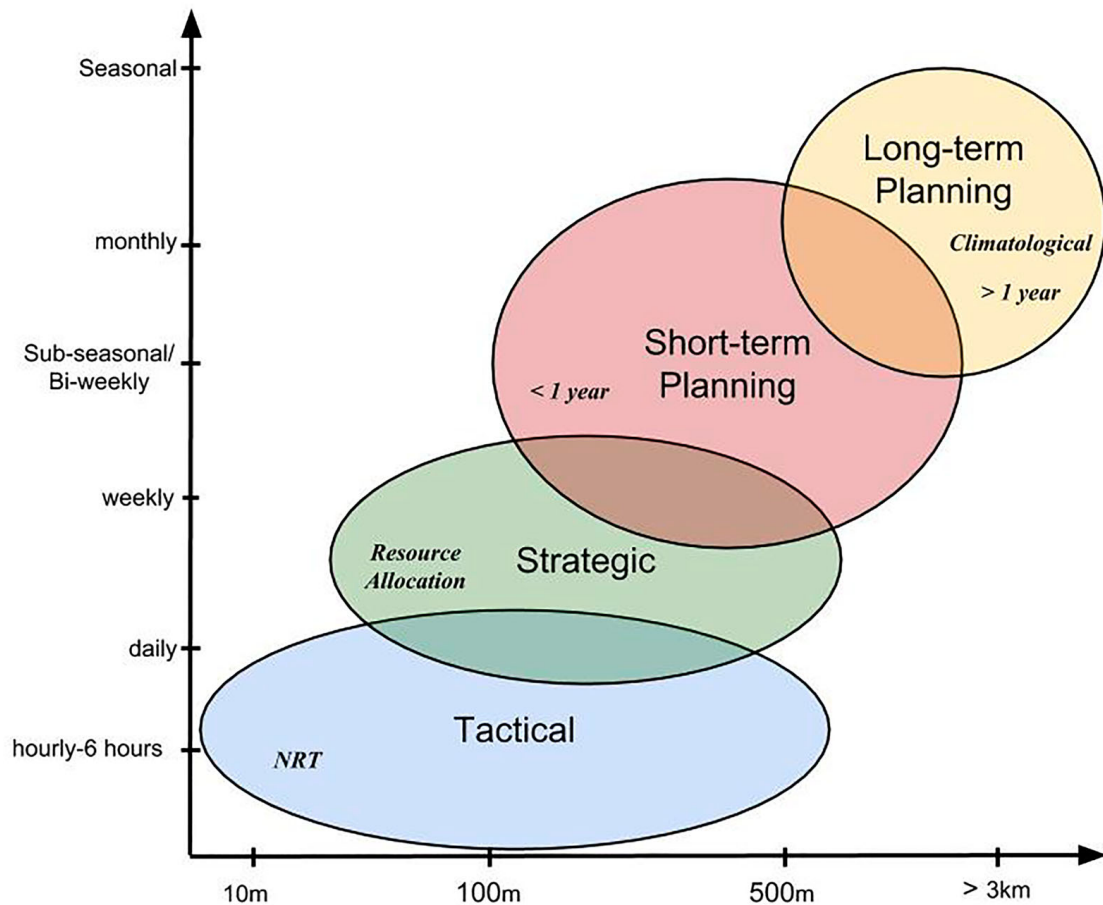 Seasonal
Long-term
Planning
monthly
Climatological
> 1 year
Sub-seasonal/
Bi-weekly
Short-term
Planning
< 1 year
weekly
Resource
Allocation
Strategic
daily
Tactical
hourly-6 hours
NRT
10m
100m
500m
> 3km